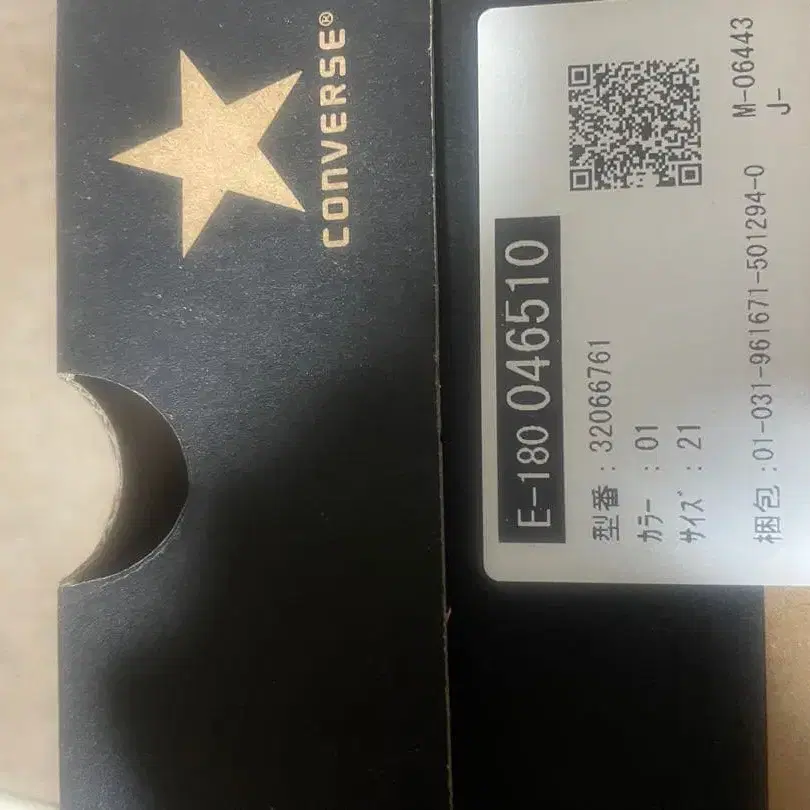 CONVERSE®
E-180 046510
型番 : 32066761
カラー : 01
サイズ : 21
梱包 :01-031-961671-501294-0
M-06443
J-